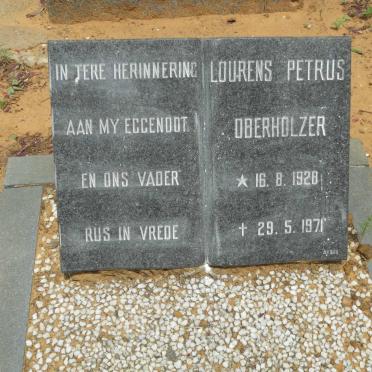 IN TERE HERINNERING
AAN MY EGGENOOT
EN ONS VADER
RUS IN VREDE
LOURENS PETRUS
OBERHOLZER
★ 16. 8. 1928
✝ 29. 5. 1971